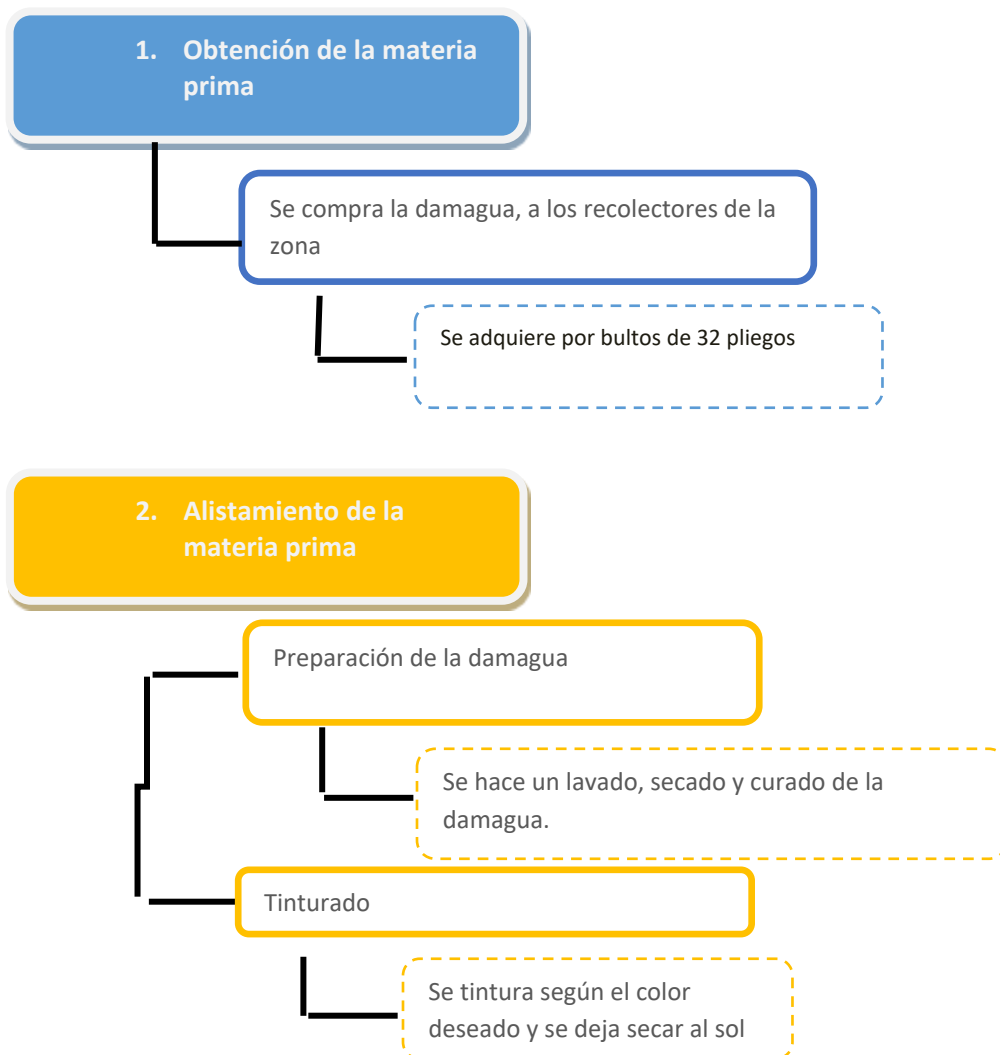 1. Obtención de la materia
prima
Se compra la damagua, a los recolectores de la
zona
Se adquiere por bultos de 32 pliegos
2. Alistamiento de la
materia prima
Preparación de la damagua
Se hace un lavado, secado y curado de la
damagua.
Tinturado
Se tintura según el color
deseado y se deja secar al sol